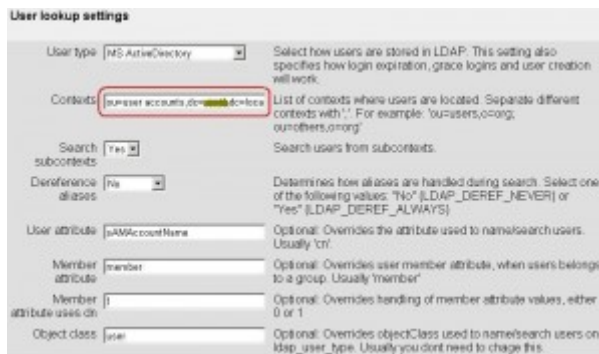 User lookup settings
User type MS ActiveDirectory Select how users are stored in LDAP. This setting also
specifies how login expiration, grace logins and user creation
will work.
Contexts ou=user accounts,dc= dc=loca List of contexts where users are located. Separate different
contexts with ';'. For example: 'ou=users,o=org;
ou=others,o=org'
Search subcontexts Yes Search users from subcontexts.
Dereference aliases No Determines how aliases are handled during search. Select one
of the following values: "No" (LDAP_DEREF_NEVER) or
"Yes" (LDAP_DEREF_ALWAYS)
User attribute sAMAccountName Optional: Overrides the attribute used to name/search users.
Usually 'cn'.
Member attribute member Optional: Overrides user member attribute, when users belongs
to a group. Usually 'member'
Member attribute uses dn Optional: Overrides handling of member attribute values, either
0 or 1
Object class user Optional: Overrides objectClass used to name/search users on
ldap_user_type. Usually you dont need to chage this.